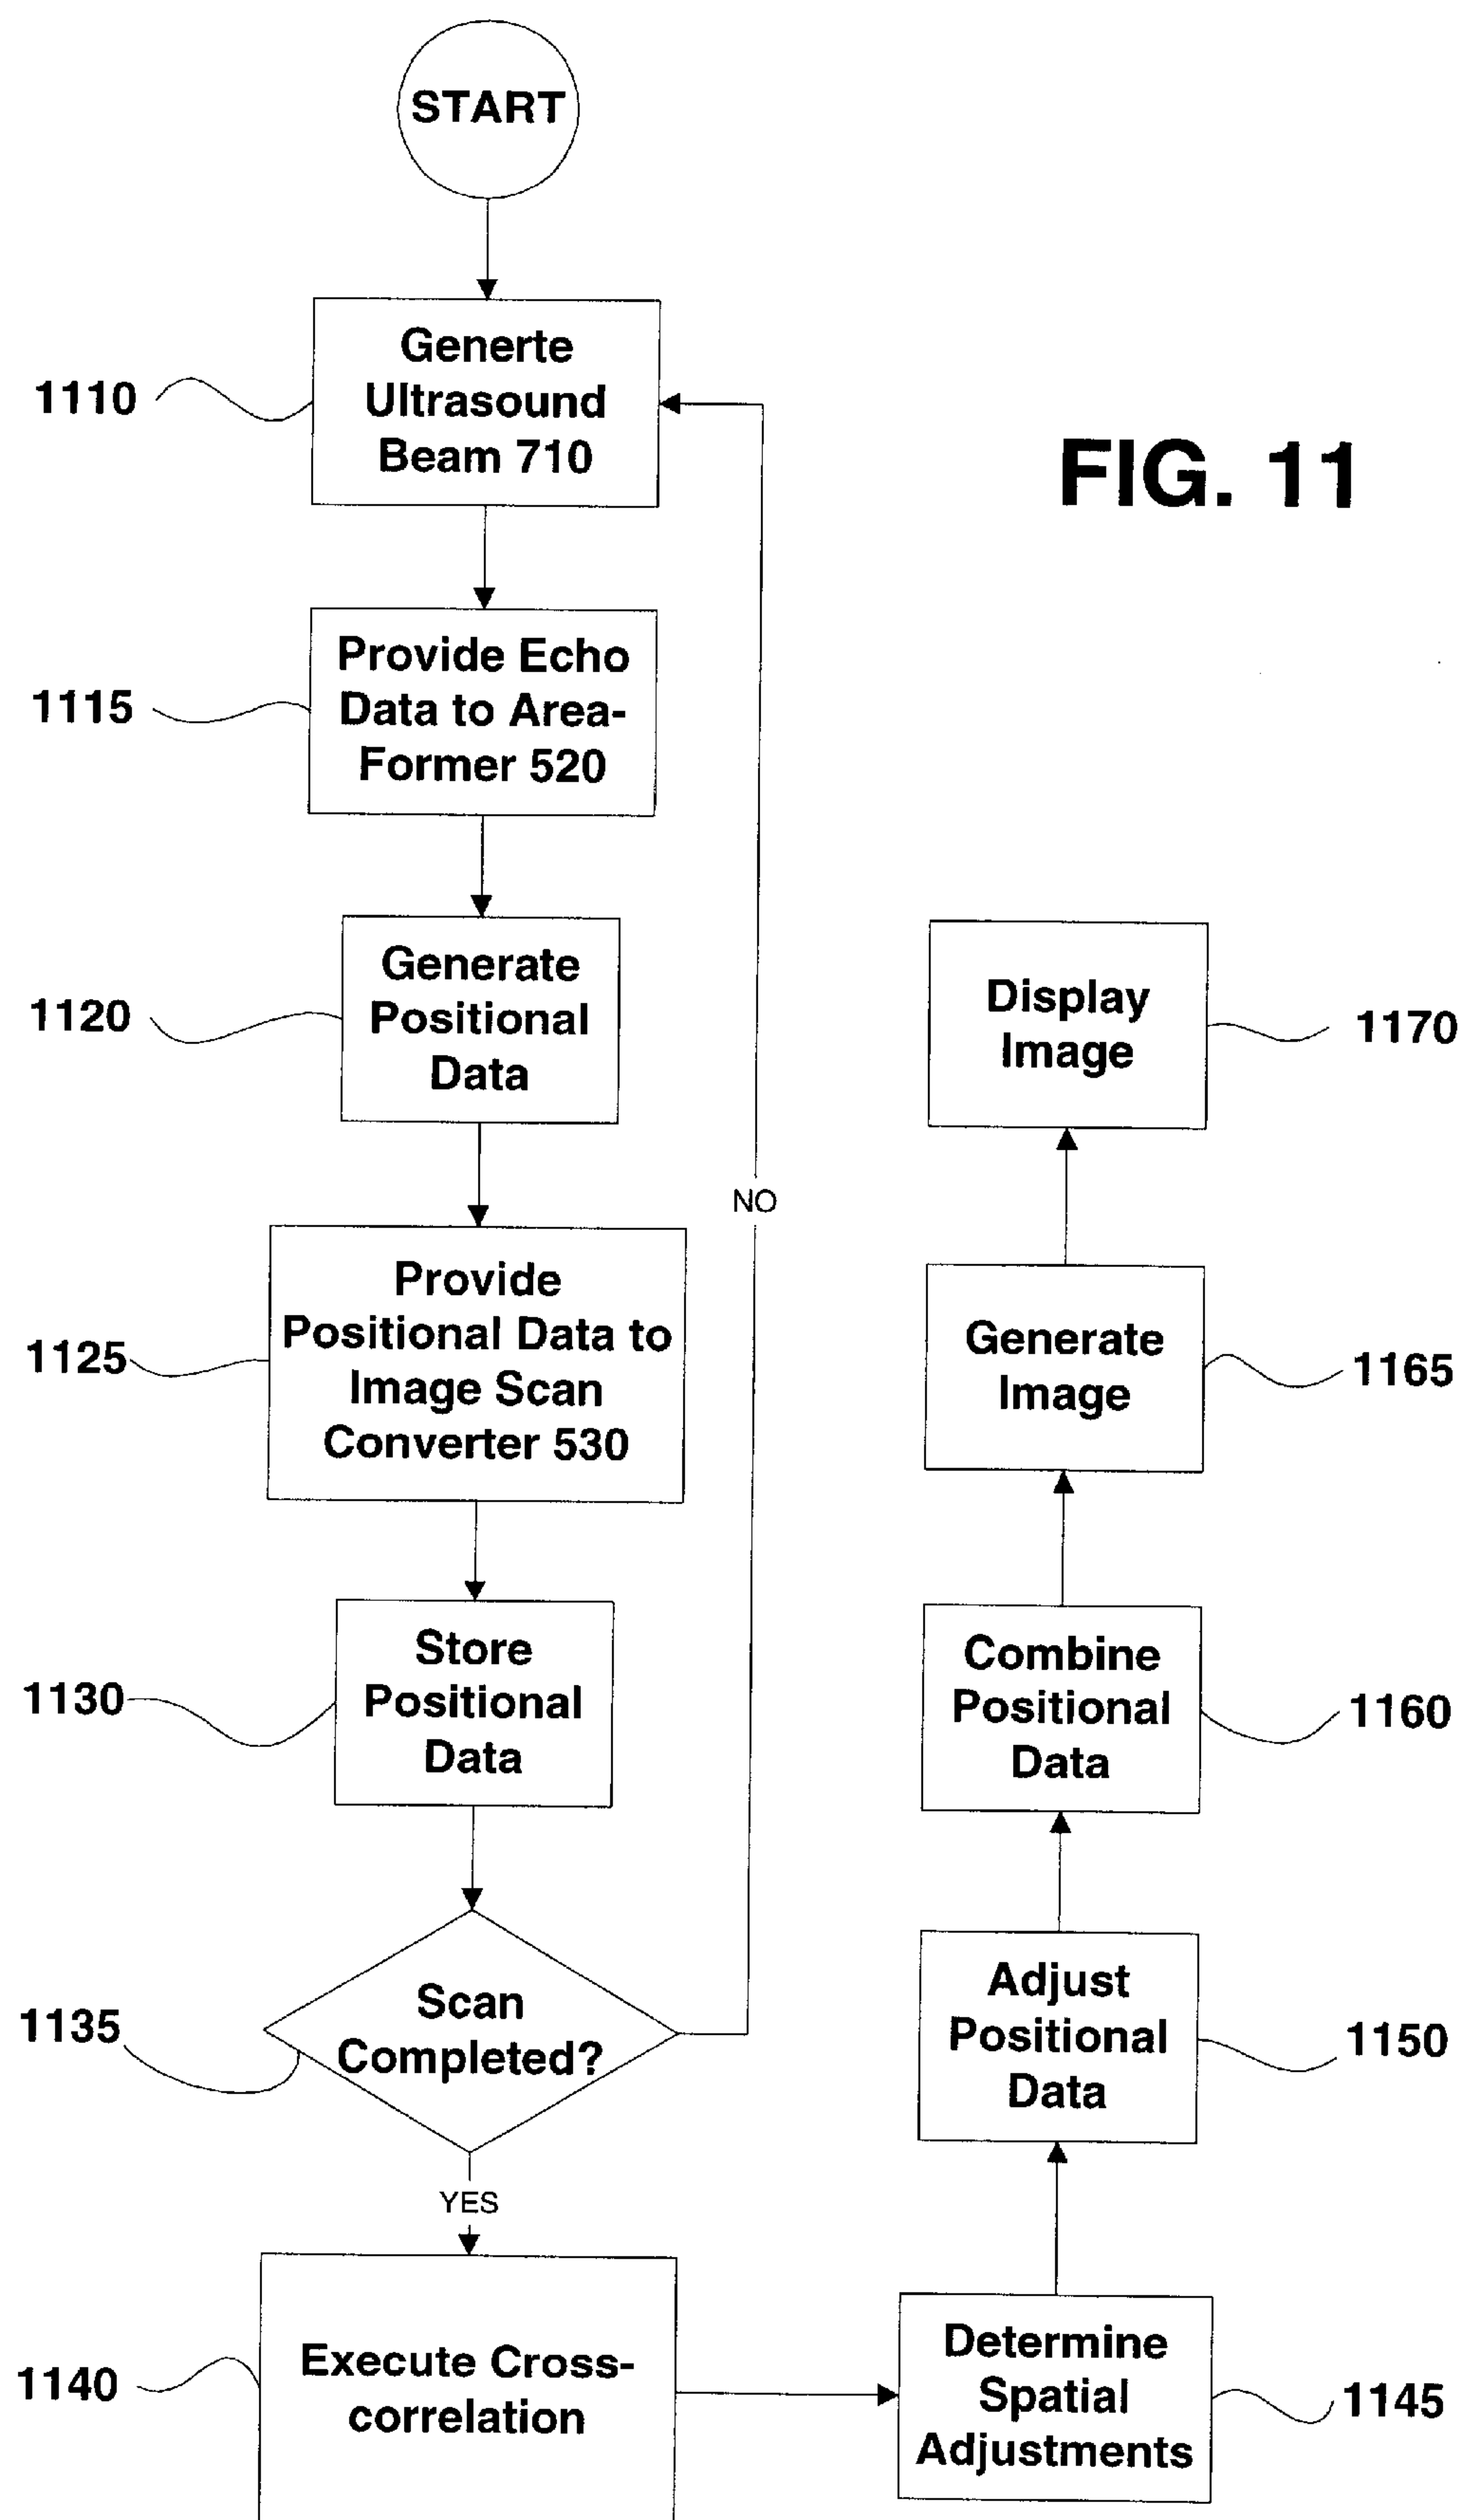 START
1110
Generte
Ultrasound
Beam 710
FIG. 11
1115
Provide Echo
Data to Area-
Former 520
1120
Generate
Positional
Data
1125
Provide
Positional Data to
Image Scan
Converter 530
1130
Store
Positional
Data
1135
Scan
Completed?
NO
YES
1140
Execute Cross-
correlation
Determine
Spatial
Adjustments
1145
Adjust
Positional
Data
1150
Combine
Positional
Data
1160
Generate
Image
1165
Display
Image
1170